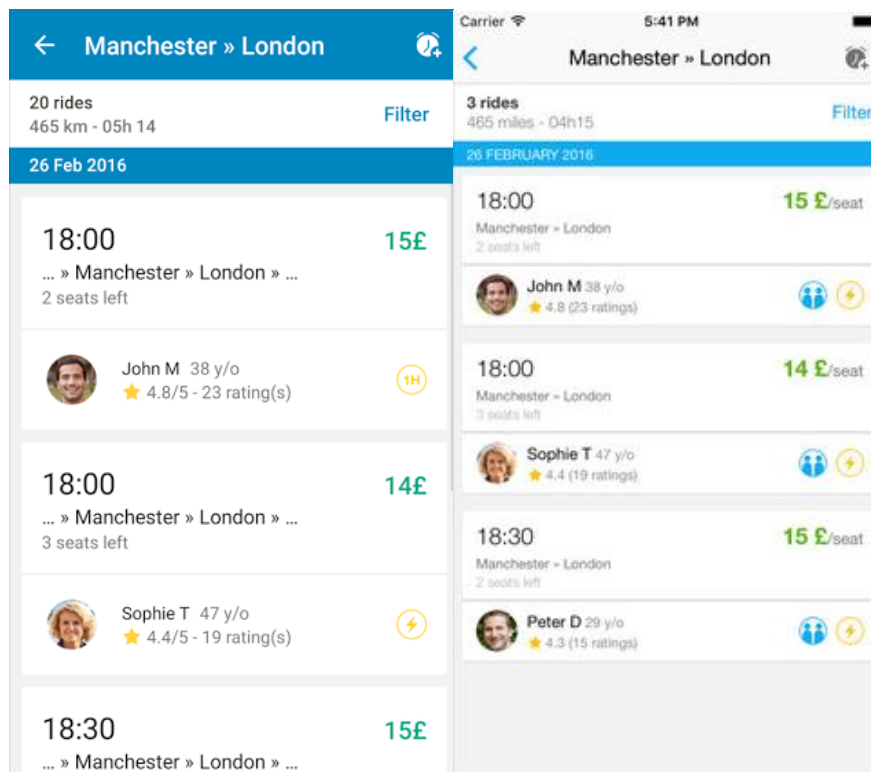 Manchester » London
20 rides
Filter
465 km - 05h 14
26 Feb 2016
18:00
15£
... » Manchester » London » ...
2 seats left
John M 38 y/o
4.8/5 - 23 rating(s)
1H
18:00
14£
... » Manchester » London » ...
3 seats left
Sophie T 47 y/o
4.4/5 - 19 rating(s)
18:30
15£
... » Manchester » London » ...
Carrier 5:41 PM
Manchester » London
3 rides
Filter
465 miles - 04h15
26 FEBRUARY 2016
18:00
15 £/seat
Manchester » London
2 seats left
John M 38 y/o
4.8 (23 ratings)
18:00
14 £/seat
Manchester » London
3 seats left
Sophie T 47 y/o
4.4 (19 ratings)
18:30
15 £/seat
Manchester » London
2 seats left
Peter D 29 y/o
4.3 (15 ratings)